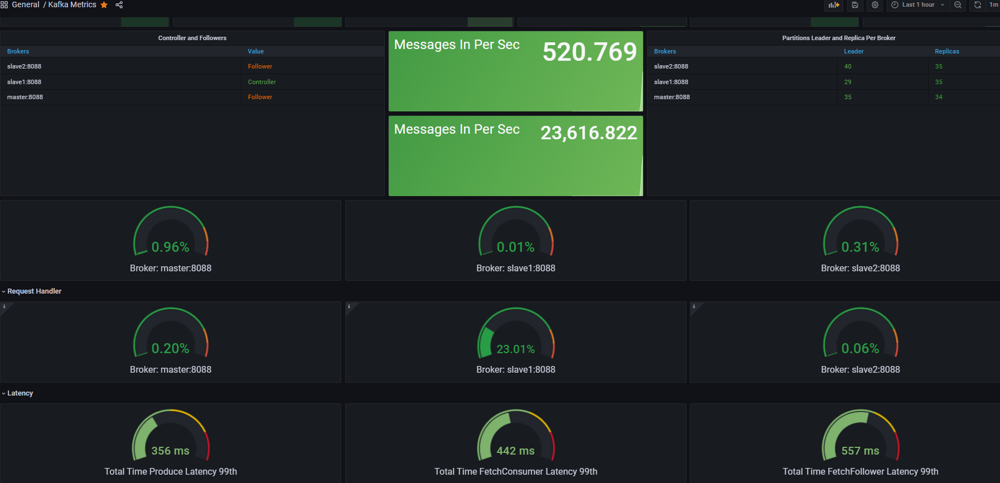 General / Kafka Metrics
Last 1 hour
1m
Controller and Followers
Brokers Value
slave2:8088 Follower
slave1:8088 Controller
master:8088 Follower
Messages In Per Sec 520.769
Messages In Per Sec 23,616.822
Partitions Leader and Replica Per Broker
Brokers Leader Replicas
slave2:8088 40 35
slave1:8088 29 35
master:8088 35 34
0.96%
Broker: master:8088
0.01%
Broker: slave1:8088
0.31%
Broker: slave2:8088
Request Handler
0.20%
Broker: master:8088
23.01%
Broker: slave1:8088
0.06%
Broker: slave2:8088
Latency
356 ms
Total Time Produce Latency 99th
442 ms
Total Time FetchConsumer Latency 99th
557 ms
Total Time FetchFollower Latency 99th